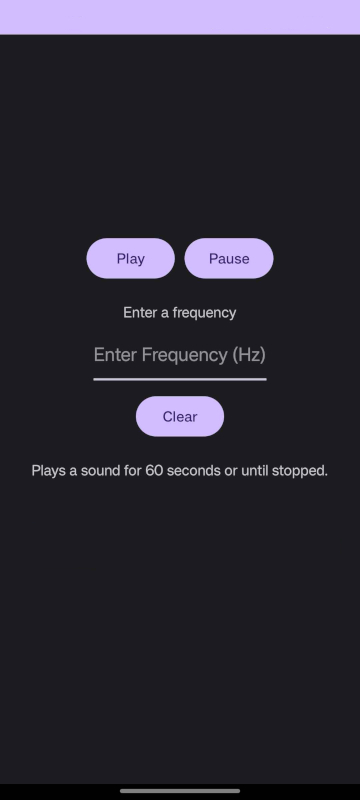 Play Pause
Enter a frequency
Enter Frequency (Hz)
Clear
Plays a sound for 60 seconds or until stopped.